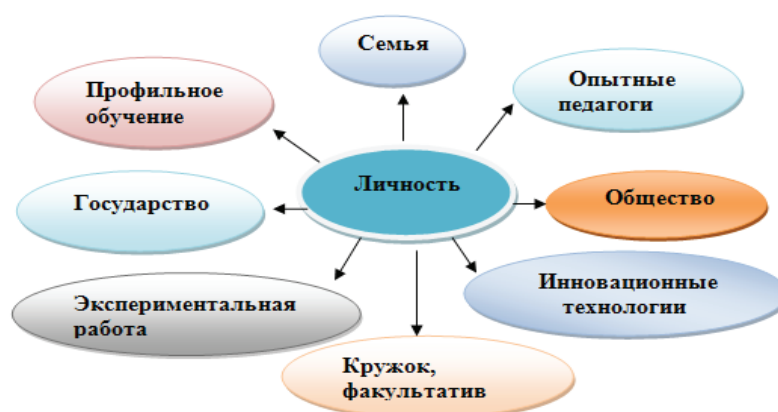 Семья
Опытные
педагоги
Профильное
обучение
Личность
Государство
Общество
Инновационные
технологии
Экспериментальная
работа
Кружок,
факультатив